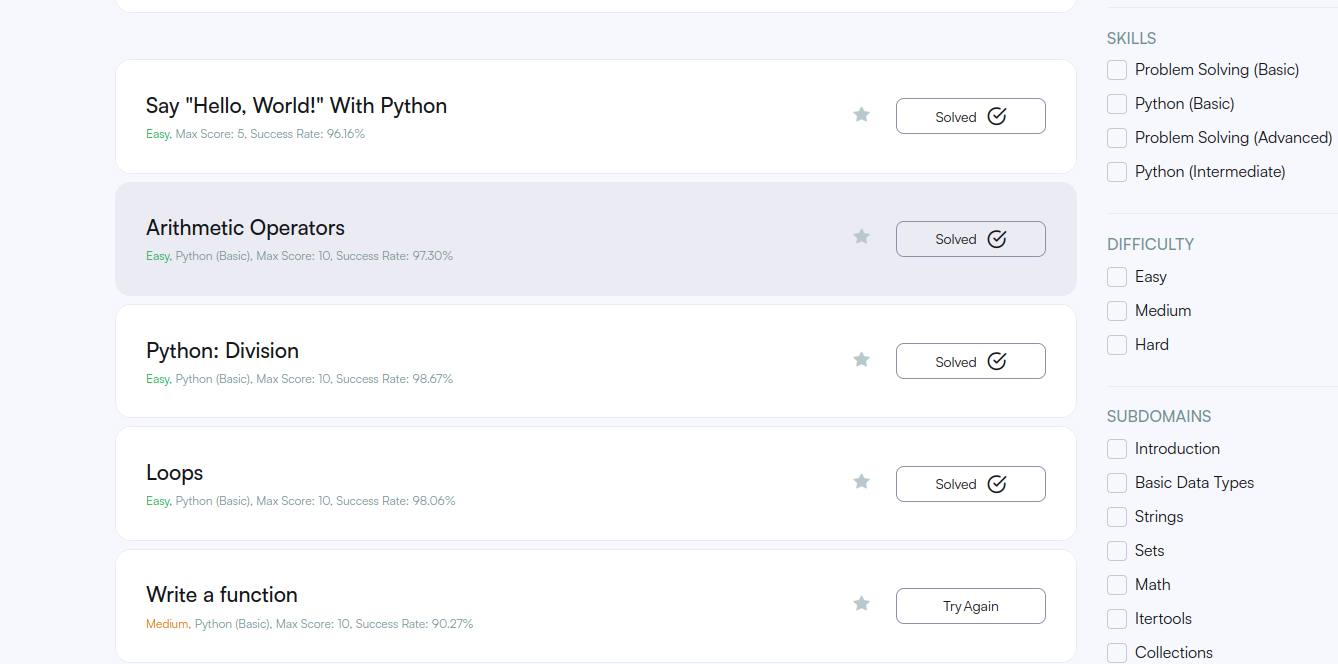 Say "Hello, World!" With Python
Easy, Max Score: 5, Success Rate: 96.16%
Solved
Arithmetic Operators
Easy, Python (Basic), Max Score: 10, Success Rate: 97.30%
Solved
Python: Division
Easy, Python (Basic), Max Score: 10, Success Rate: 98.67%
Solved
Loops
Easy, Python (Basic), Max Score: 10, Success Rate: 98.06%
Solved
Write a function
Medium, Python (Basic), Max Score: 10, Success Rate: 90.27%
Try Again
SKILLS
Problem Solving (Basic)
Python (Basic)
Problem Solving (Advanced)
Python (Intermediate)
DIFFICULTY
Easy
Medium
Hard
SUBDOMAINS
Introduction
Basic Data Types
Strings
Sets
Math
Itertools
Collections